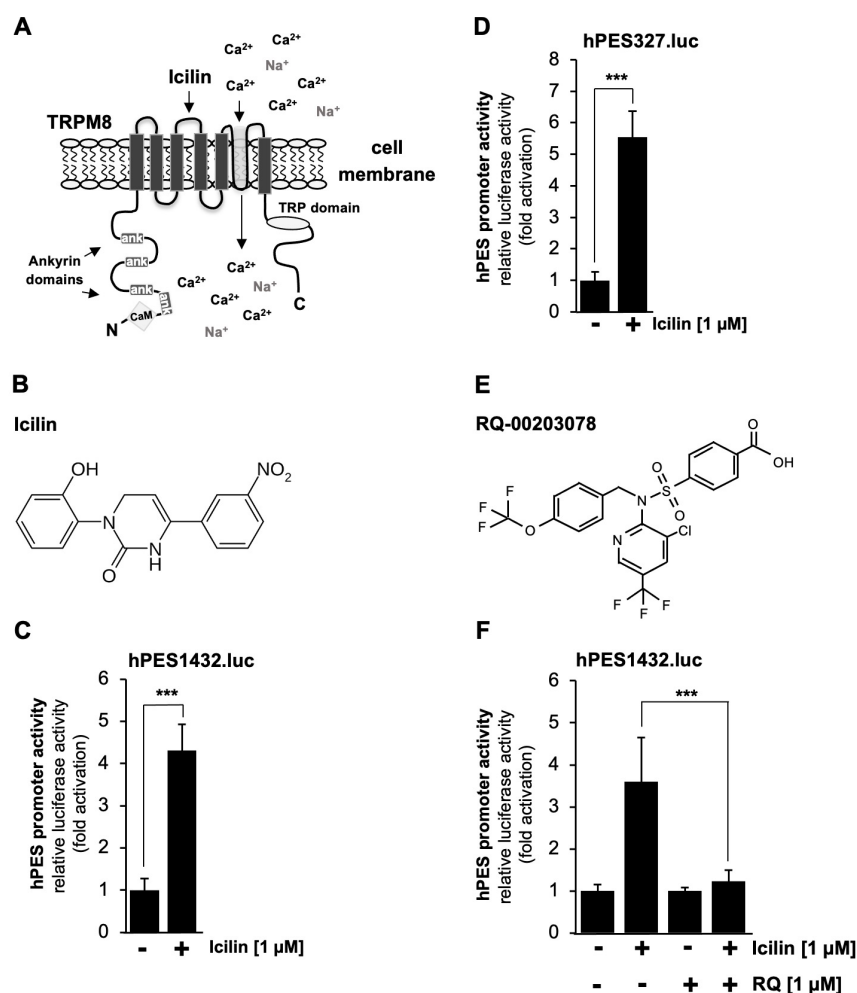 A
Ca²⁺ Ca²⁺
Na⁺
Icilin Ca²⁺ Ca²⁺
Ca²⁺ Na⁺
TRPM8
cell
membrane
TRP domain
ank
Ankyrin
domains
ank
ank
ank
Ca²⁺ Ca²⁺
Na⁺
Ca²⁺
Ca²⁺
Na⁺
C
N
CaM
B
Icilin
OH
NO₂
N
N
H
O
C
hPES1432.luc
hPES promoter activity
relative luciferase activity
(fold activation)
6
5
4
3
2
1
0
***
- + Icilin [1 µM]
D
hPES327.luc
hPES promoter activity
relative luciferase activity
(fold activation)
8
7
6
5
4
3
2
1
0
***
- + Icilin [1 µM]
E
RQ-00203078
O
OH
O
S
O
N
F
F
F
O
N
Cl
F
F
F
F
hPES1432.luc
hPES promoter activity
relative luciferase activity
(fold activation)
6
5
4
3
2
1
0
***
- + - + Icilin [1 µM]
- - + + RQ [1 µM]